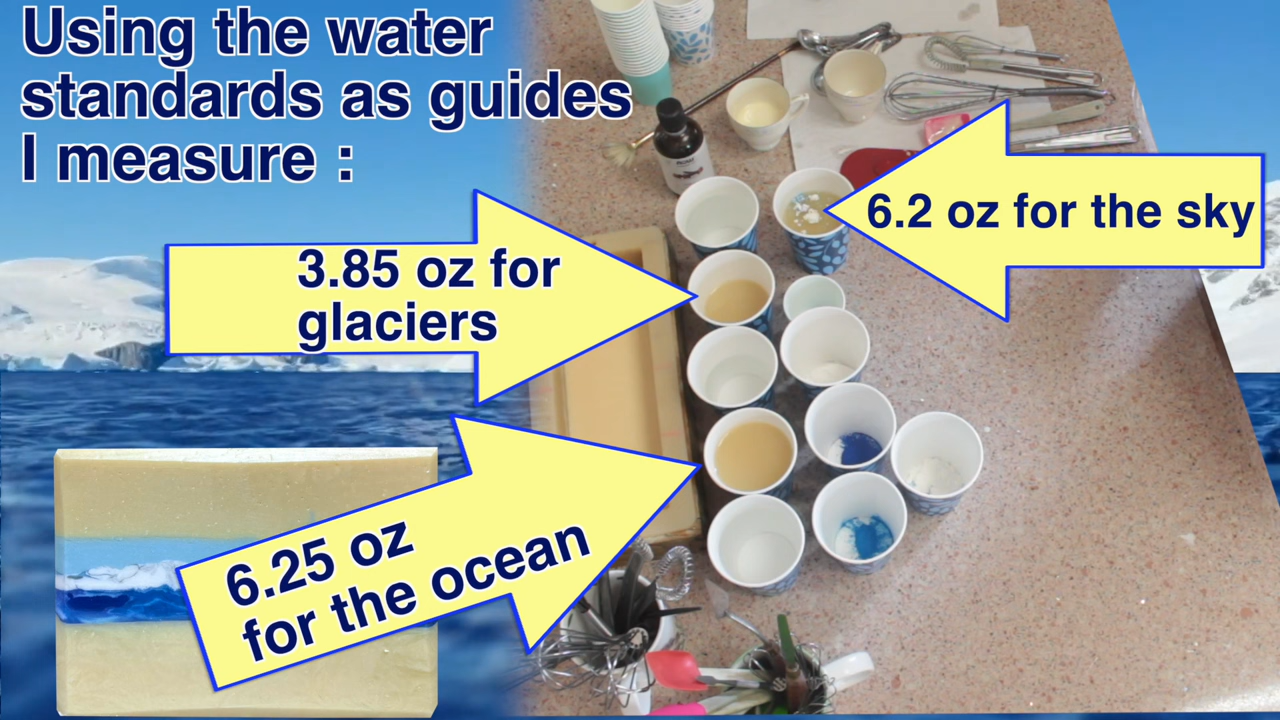 Using the water
standards as guides
I measure :
6.2 oz for the sky
3.85 oz for
glaciers
6.25 oz
for the ocean